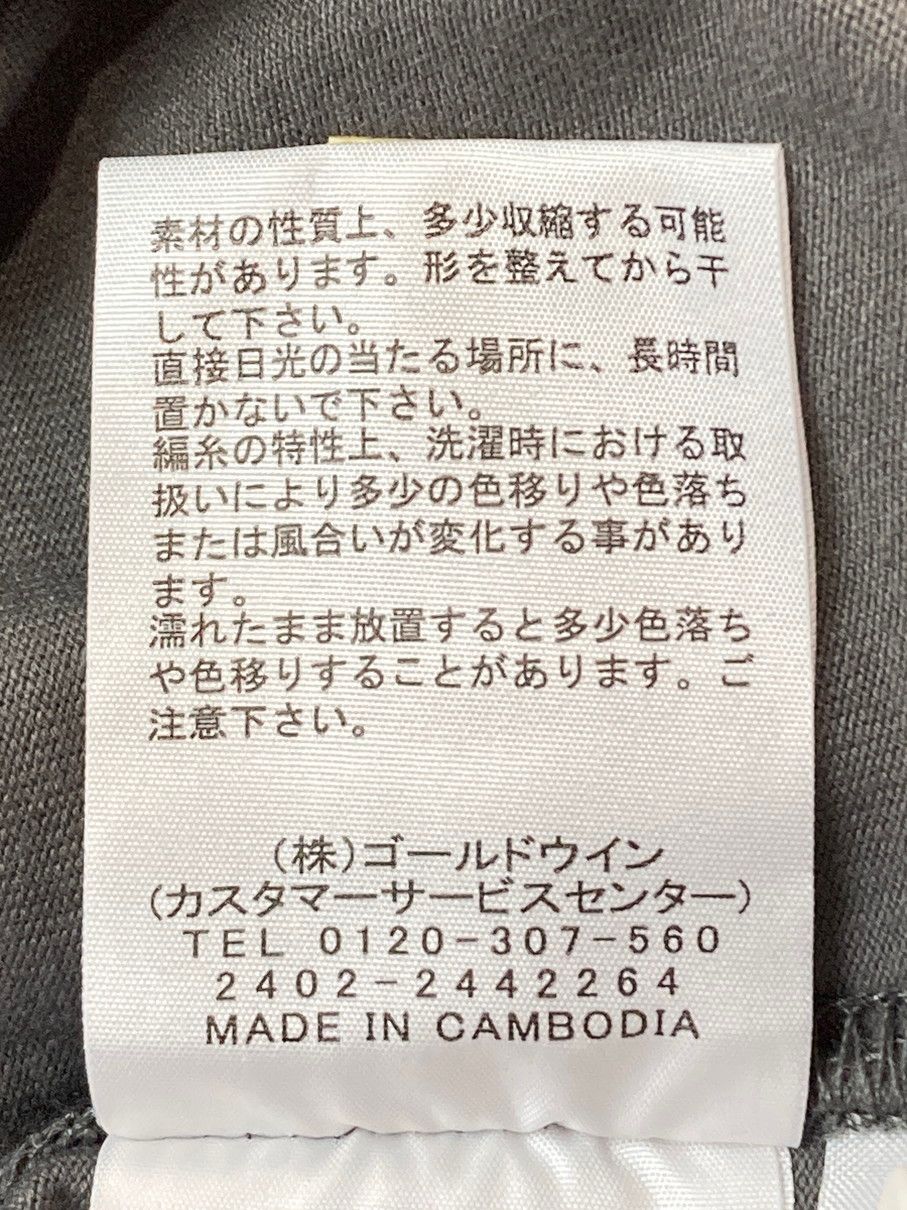 素材の性質上、多少収縮する可能
性があります。形を整えてから干
して下さい。
直接日光の当たる場所に、長時間
置かないで下さい。
編糸の特性上、洗濯時における取
扱いにより多少の色移りや色落ち
または風合いが変化する事があり
ます。
濡れたまま放置すると多少色落ち
や色移りすることがあります。ご
注意下さい。
(株)ゴールドウイン
(カスタマーサービスセンター)
TEL 0120-307-560
2402-2442264
MADE IN CAMBODIA